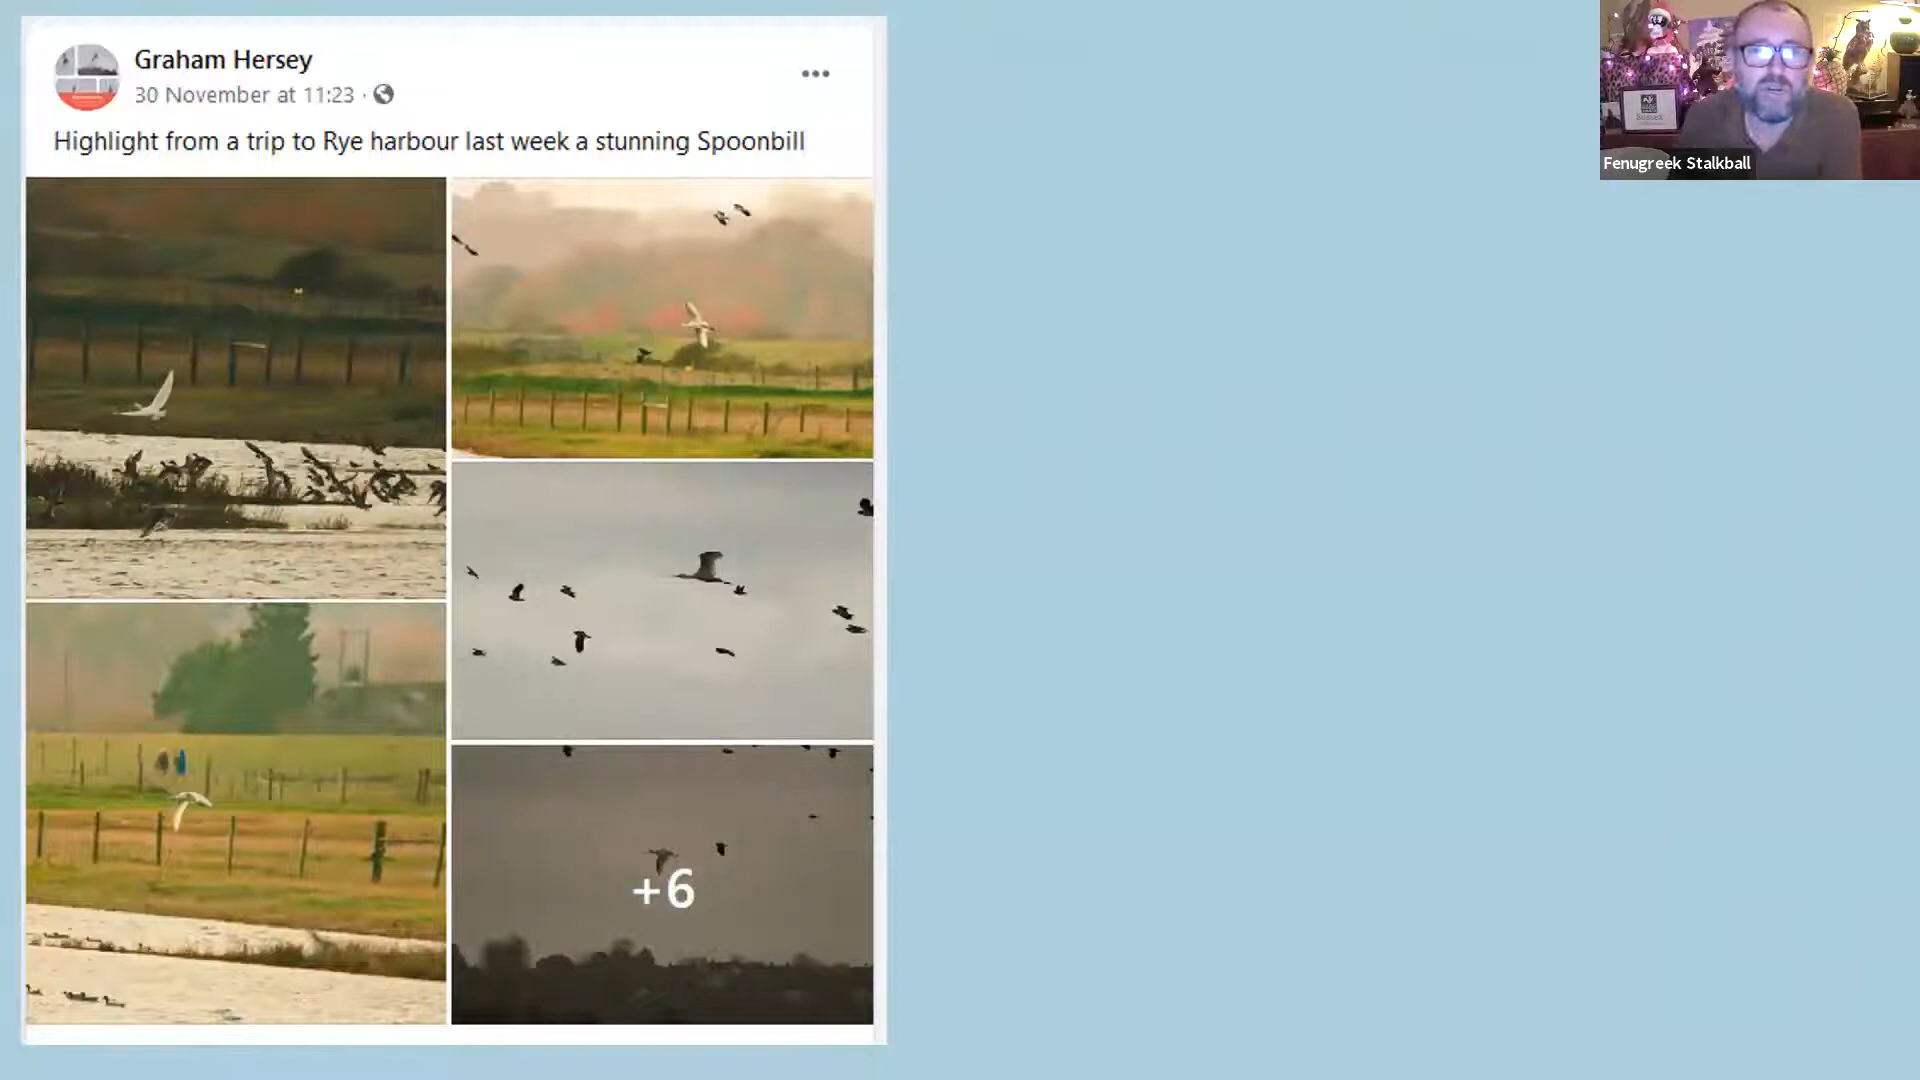 Graham Hersey
30 November at 11:23 ·
Highlight from a trip to Rye harbour last week a stunning Spoonbill
+6
Sussex
Fenugreek Stalkball